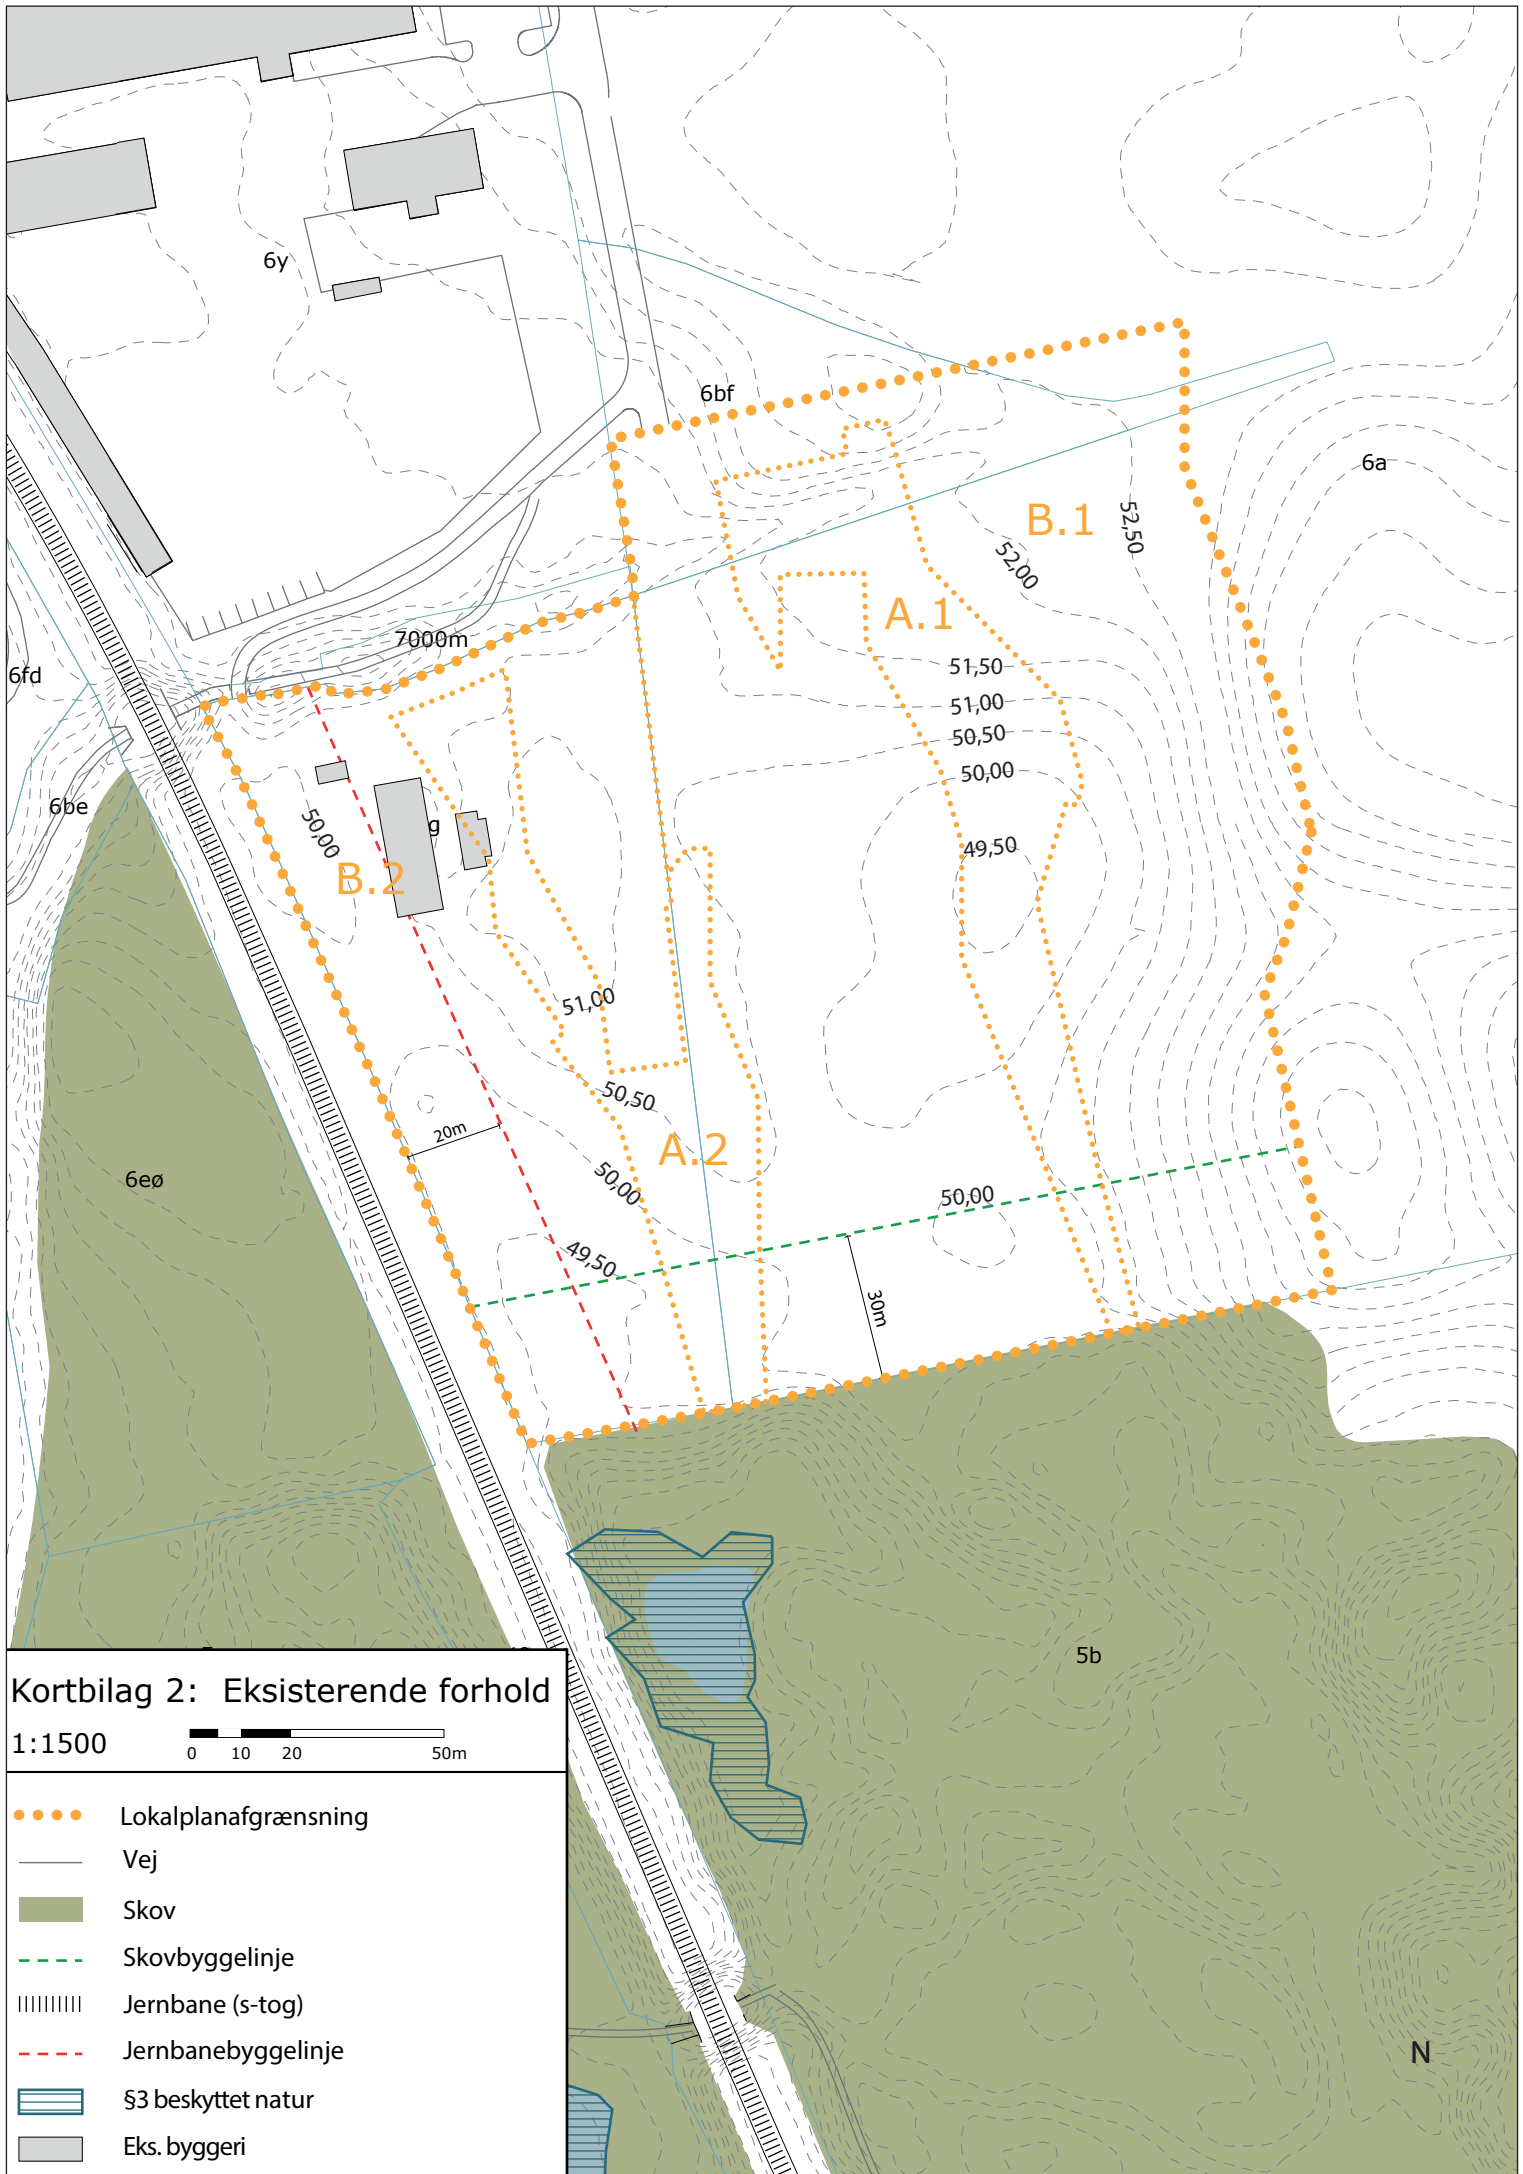 6y
6bf
6a
B.1
52,50
52,00
A.1
7000m
51,50
6fd
51,00
50,50
50,00
6be
50,00
g
49,50
B.2
51,00
50,50
20m
A.2
6eø
50,00
50,00
49,50
30m
5b
Kortbilag 2: Eksisterende forhold
1:1500
0 10 20 50m
Lokalplanafgrænsning
Vej
Skov
Skovbyggelinje
Jernbane (s-tog)
Jernbanebyggelinje
N
§3 beskyttet natur
Eks. byggeri